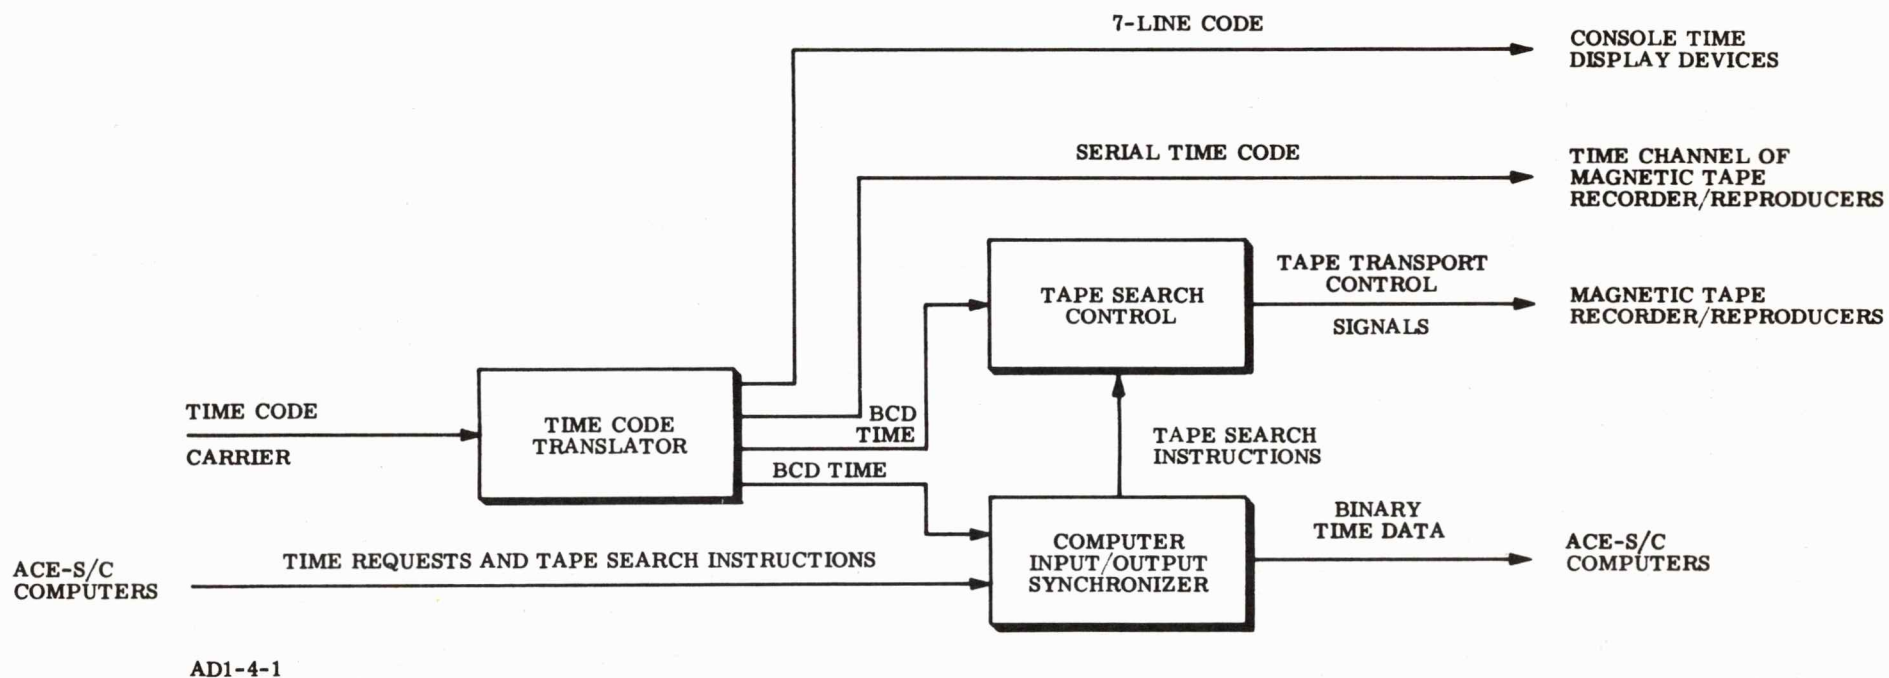 7-LINE CODE
CONSOLE TIME
DISPLAY DEVICES
SERIAL TIME CODE
TIME CHANNEL OF
MAGNETIC TAPE
RECORDER/REPRODUCERS
TAPE SEARCH
CONTROL
TAPE TRANSPORT
CONTROL
SIGNALS
MAGNETIC TAPE
RECORDER/REPRODUCERS
TIME CODE
CARRIER
TIME CODE
TRANSLATOR
BCD
TIME
BCD TIME
TAPE SEARCH
INSTRUCTIONS
ACE-S/C
COMPUTERS
TIME REQUESTS AND TAPE SEARCH INSTRUCTIONS
COMPUTER
INPUT/OUTPUT
SYNCHRONIZER
BINARY
TIME DATA
ACE-S/C
COMPUTERS
AD1-4-1